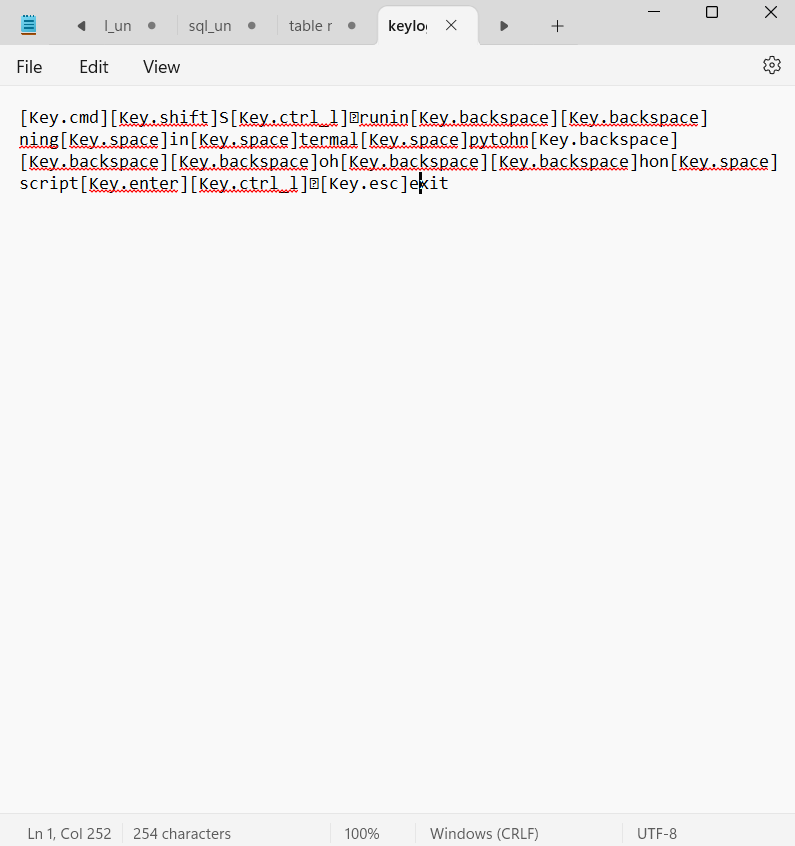 l_un sql_un table r keylo
File Edit View
[Key.cmd][Key.shift]S[Key.ctrl_l]runin[Key.backspace][Key.backspace]
ning[Key.space]in[Key.space]termal[Key.space]pytohn[Key.backspace]
[Key.backspace][Key.backspace]oh[Key.backspace][Key.backspace]hon[Key.space]
script[Key.enter][Key.ctrl_l][Key.esc]exit
Ln 1, Col 252 254 characters 100% Windows (CRLF) UTF-8